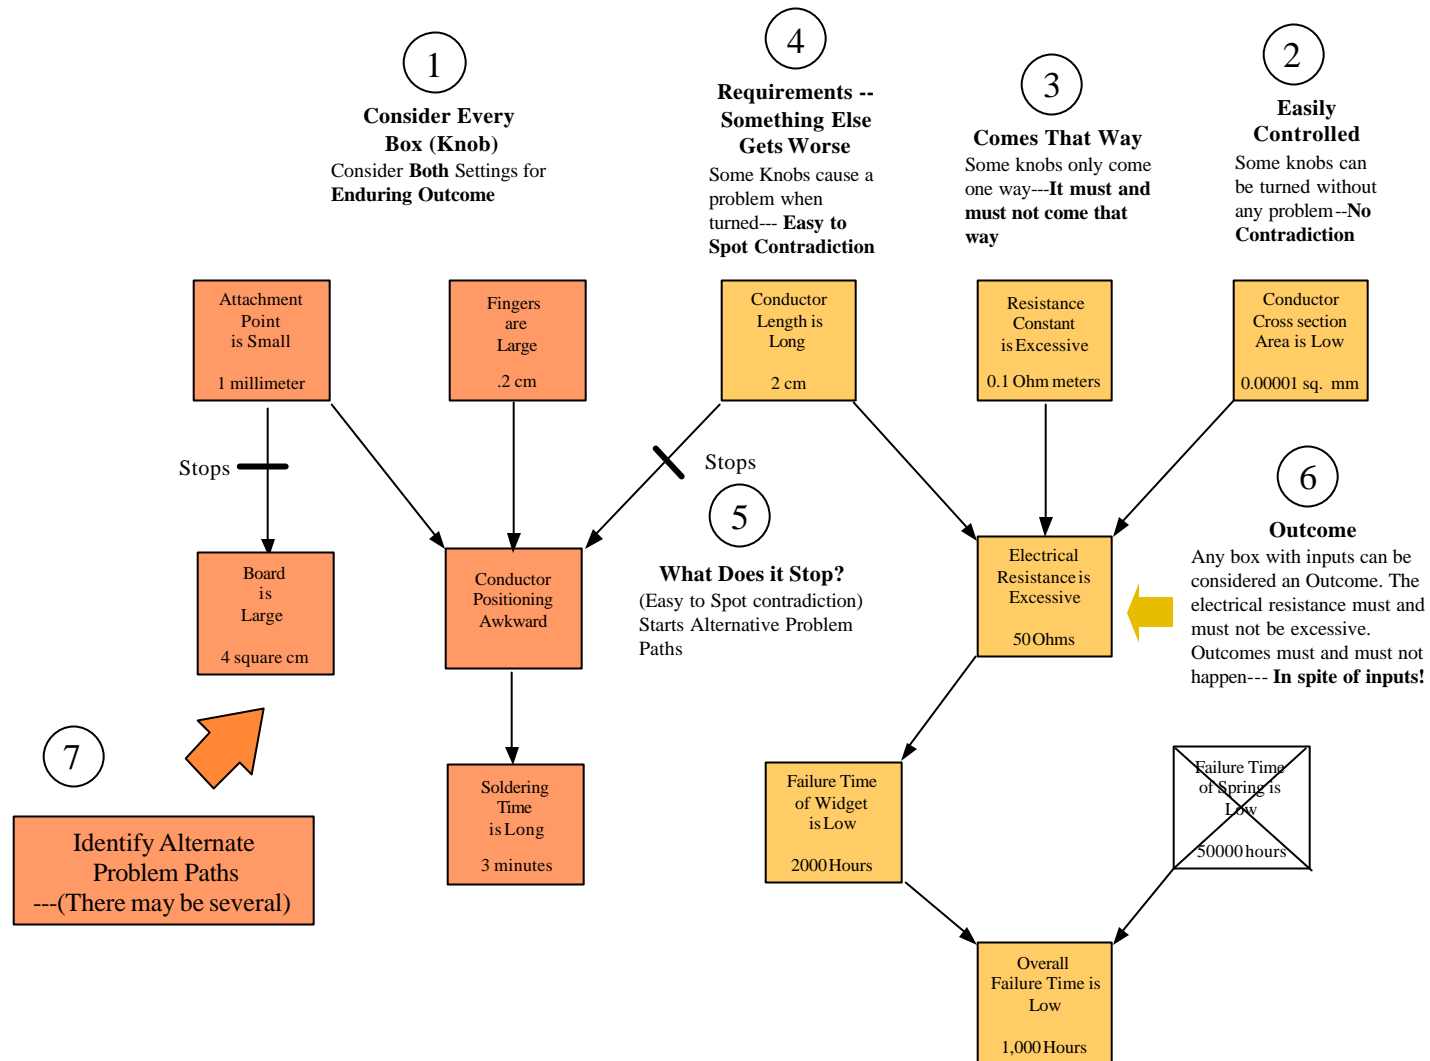 1
Consider Every
Box (Knob)
Consider Both Settings for
Enduring Outcome
4
Requirements --
Something Else
Gets Worse
Some Knobs cause a
problem when
turned--- Easy to
Spot Contradiction
3
Comes That Way
Some knobs only come
one way---It must and
must not come that
way
2
Easily
Controlled
Some knobs can
be turned without
any problem--No
Contradiction
Attachment
Point
is Small
1 millimeter
Fingers
are
Large
.2 cm
Conductor
Length is
Long
2 cm
Resistance
Constant
is Excessive
0.1 Ohm meters
Conductor
Cross section
Area is Low
0.00001 sq. mm
Stops
Stops
5
What Does it Stop?
(Easy to Spot contradiction)
Starts Alternative Problem
Paths
6
Outcome
Any box with inputs can be
considered an Outcome. The
electrical resistance must and
must not be excessive.
Outcomes must and must not
happen--- In spite of inputs!
Board
is
Large
4 square cm
Conductor
Positioning
Awkward
Electrical
Resistance is
Excessive
50 Ohms
7
Identify Alternate
Problem Paths
---(There may be several)
Soldering
Time
is Long
3 minutes
Failure Time
of Widget
is Low
2000 Hours
Failure Time
of Spring is
Low
50000 hours
Overall
Failure Time is
Low
1,000 Hours